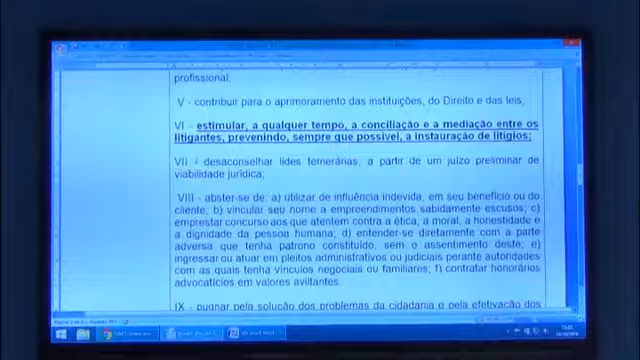 profissional;
V - contribuir para o aprimoramento das instituições, do Direito e das leis;
VI - estimular, a qualquer tempo, a conciliação e a mediação entre os
litigantes, prevenindo, sempre que possível, a instauração de litígios;
VII - desaconselhar lides temerárias, a partir de um juízo preliminar de
viabilidade jurídica;
VIII - abster-se de: a) utilizar de influência indevida, em seu benefício ou do
cliente; b) vincular seu nome a empreendimentos sabidamente escusos; c)
emprestar concurso aos que atentem contra a ética, a moral, a honestidade e
a dignidade da pessoa humana; d) entender-se diretamente com a parte
adversa que tenha patrono constituído, sem o assentimento deste; e)
ingressar ou atuar em pleitos administrativos ou judiciais perante autoridades
com as quais tenha vínculos negociais ou familiares; f) contratar honorários
advocatícios em valores aviltantes.
IX - pugnar pela solução dos problemas da cidadania e pela efetivação dos